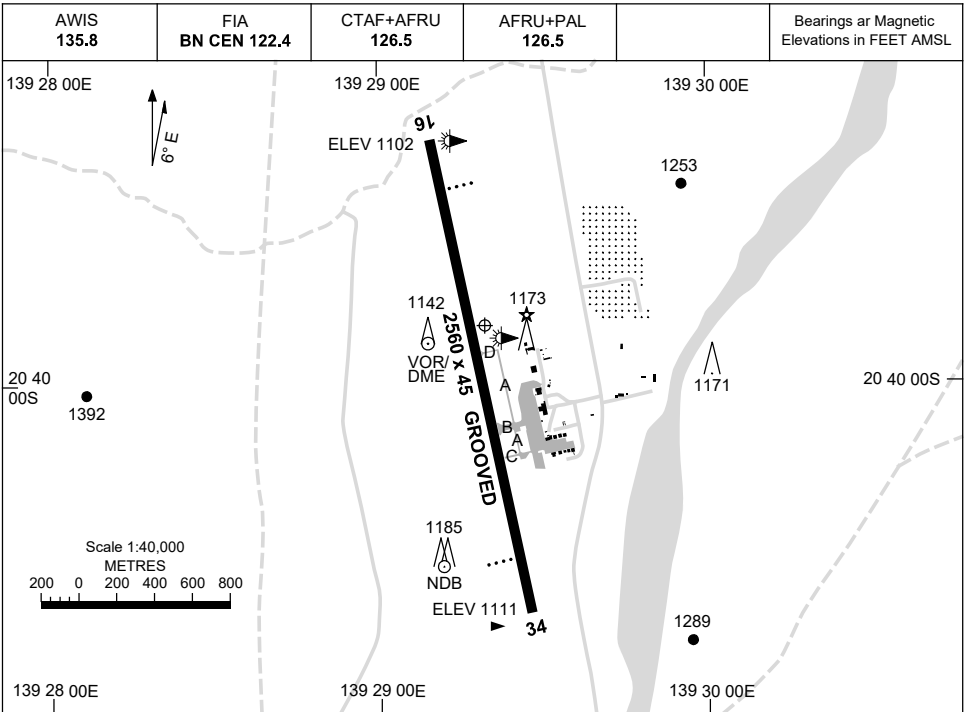 AWIS
135.8
FIA
BN CEN 122.4
CTAF+AFRU
126.5
AFRU+PAL
126.5
Bearings ar Magnetic
Elevations in FEET AMSL
139 28 00E
139 29 00E
139 30 00E
6° E
16
ELEV 1102
1253
1142
1173
VOR/
DME
D
2560 x 45 GROOVED
A
1171
20 40
00S
20 40 00S
1392
B
A
C
1185
NDB
Scale 1:40,000
METRES
200 0 200 400 600 800
ELEV 1111
34
1289
139 28 00E
139 29 00E
139 30 00E